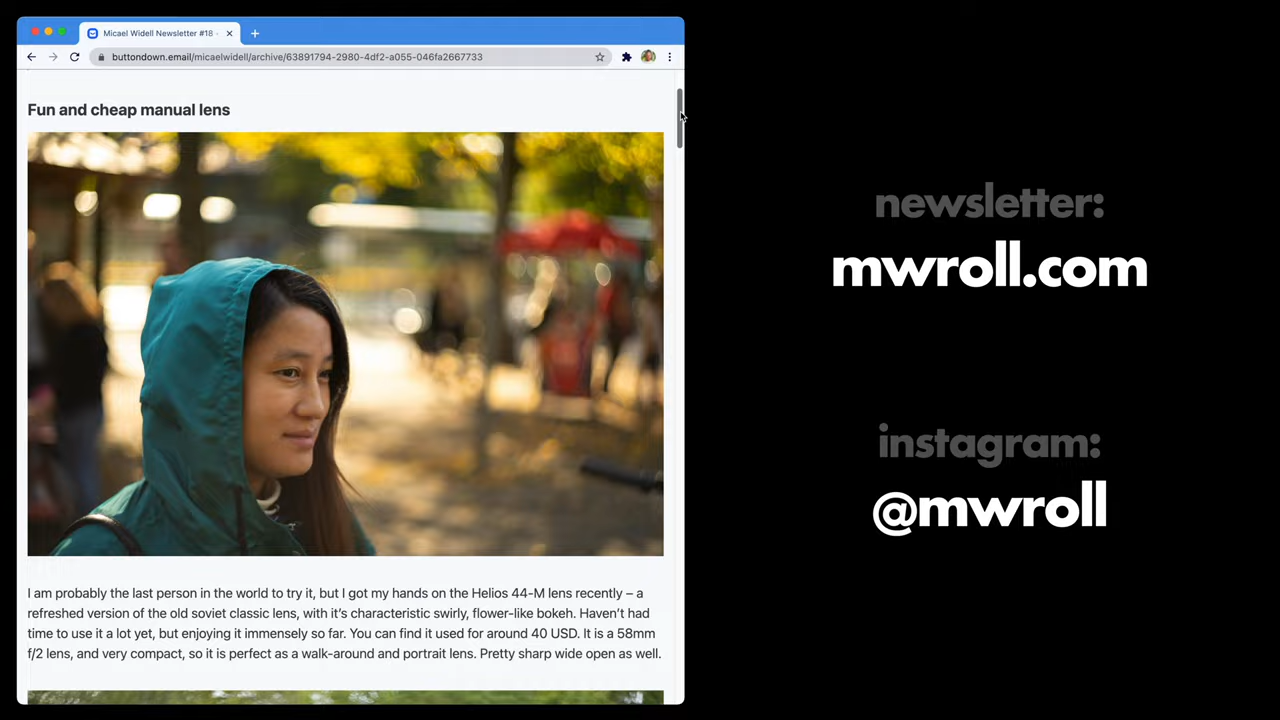 Micael Widell Newsletter #18 -
buttondown.email/micaelwidell/archive/63891794-2980-4df2-a055-046fa2667733
Fun and cheap manual lens
I am probably the last person in the world to try it, but I got my hands on the Helios 44-M lens recently – a
refreshed version of the old soviet classic lens, with it’s characteristic swirly, flower-like bokeh. Haven’t had
time to use it a lot yet, but enjoying it immensely so far. You can find it used for around 40 USD. It is a 58mm
f/2 lens, and very compact, so it is perfect as a walk-around and portrait lens. Pretty sharp wide open as well.
newsletter:
mwroll.com
instagram:
@mwroll